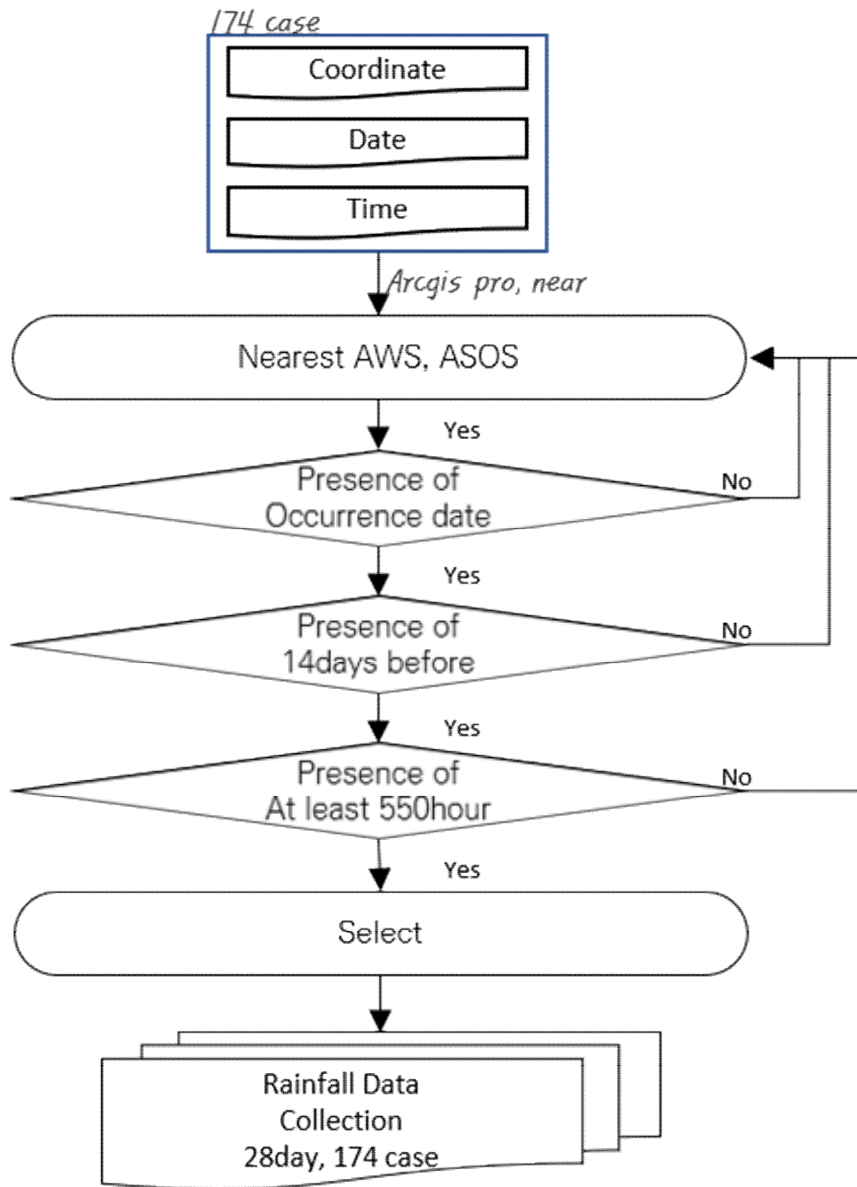 174 case
Coordinate
Date
Time
Arcgis pro, near
Nearest AWS, ASOS
Yes
Presence of
Occurrence date
No
Yes
Presence of
14days before
No
Yes
Presence of
At least 550hour
No
Yes
Select
Rainfall Data
Collection
28day, 174 case